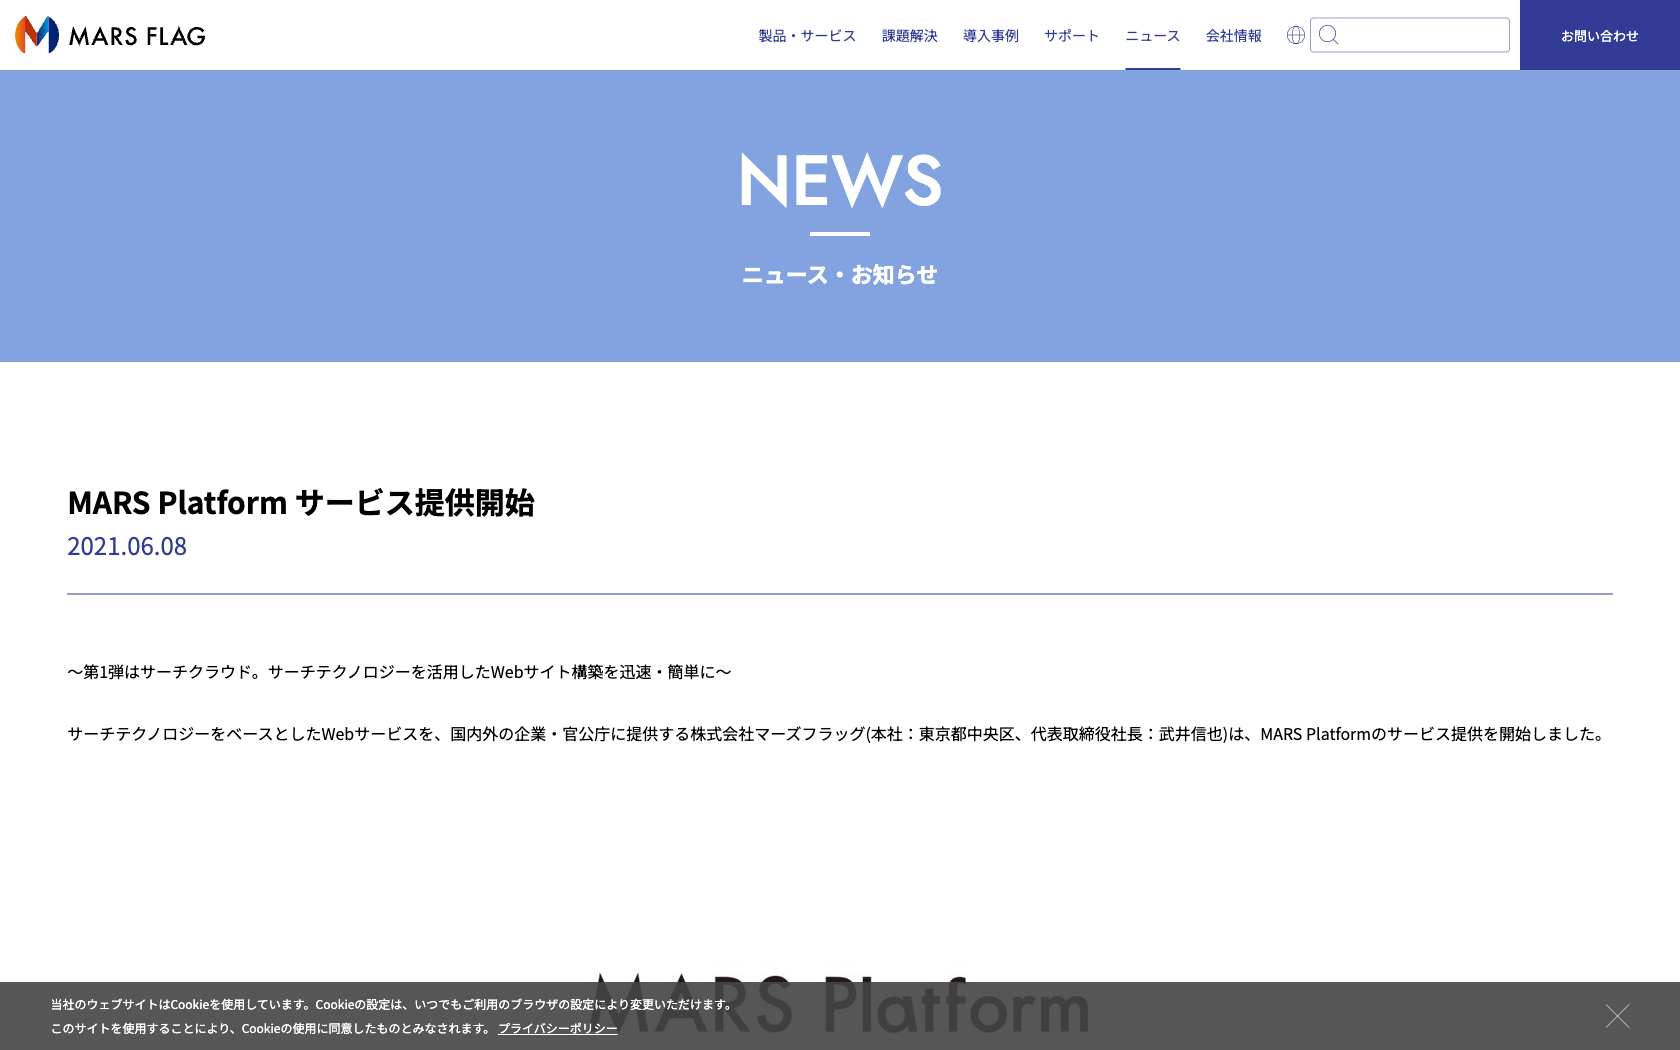 MARS FLAG
製品・サービス 課題解決 導入事例 サポート ニュース 会社情報
お問い合わせ
NEWS
ニュース・お知らせ
MARS Platform サービス提供開始
2021.06.08
～第1弾はサーチクラウド。サーチテクノロジーを活用したWebサイト構築を迅速・簡単に～
サーチテクノロジーをベースとしたWebサービスを、国内外の企業・官公庁に提供する株式会社マーズフラッグ(本社：東京都中央区、代表取締役社長：武井信也)は、MARS Platformのサービス提供を開始しました。
MARS Platform
当社のウェブサイトはCookieを使用しています。Cookieの設定は、いつでもご利用のブラウザの設定により変更いただけます。
このサイトを使用することにより、Cookieの使用に同意したものとみなされます。 プライバシーポリシー